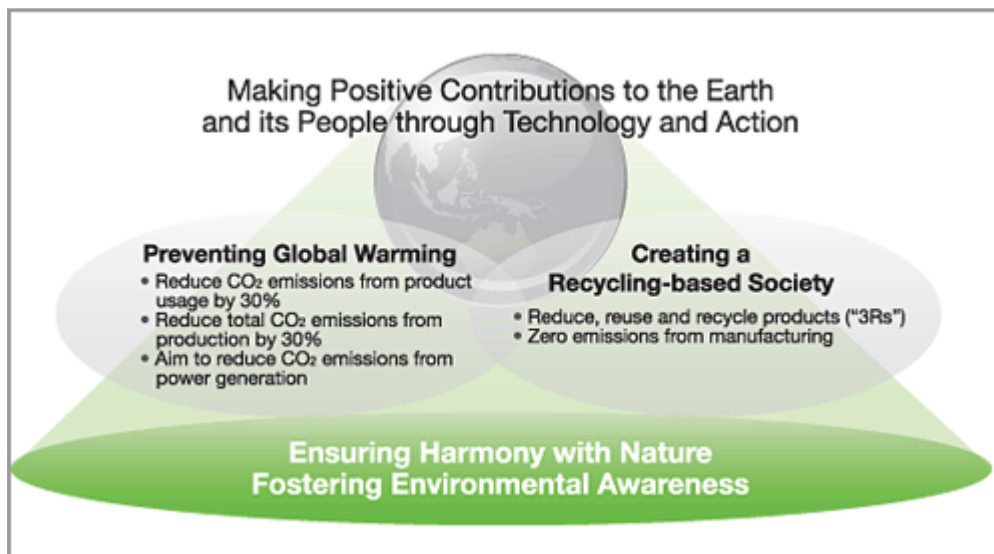 Making Positive Contributions to the Earth
and its People through Technology and Action
Preventing Global Warming
• Reduce CO₂ emissions from product
usage by 30%
• Reduce total CO₂ emissions from
production by 30%
• Aim to reduce CO₂ emissions from
power generation
Creating a
Recycling-based Society
• Reduce, reuse and recycle products (“3Rs”)
• Zero emissions from manufacturing
Ensuring Harmony with Nature
Fostering Environmental Awareness